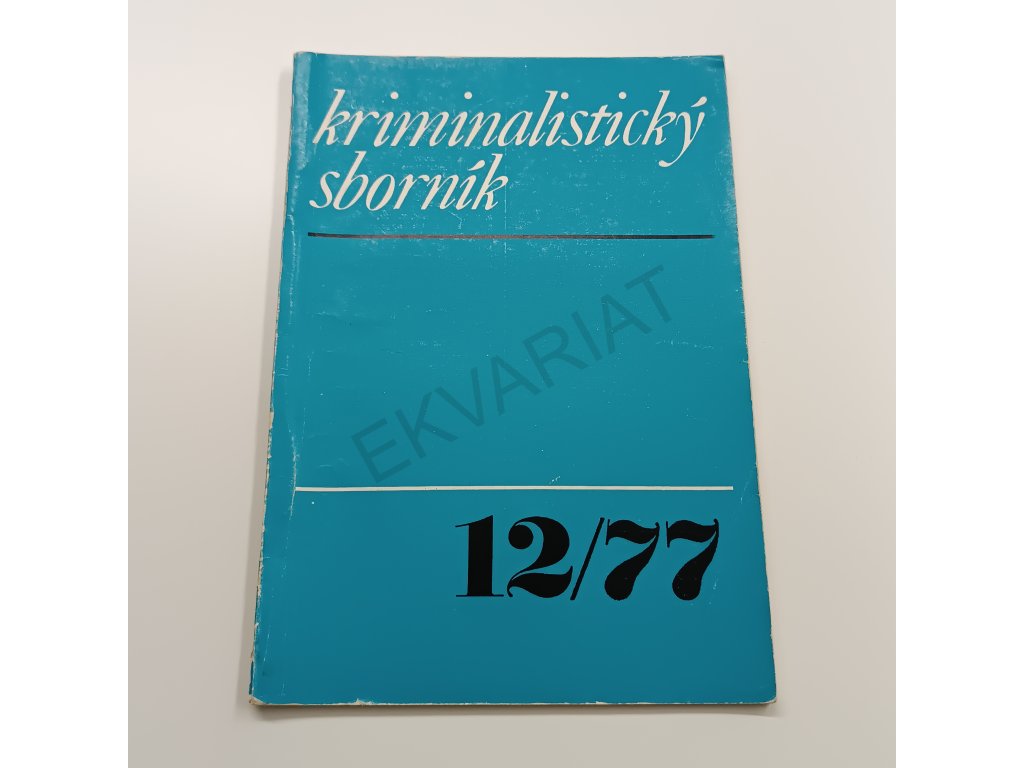 kriminalistický
sborník
EKVARIAT
12/77